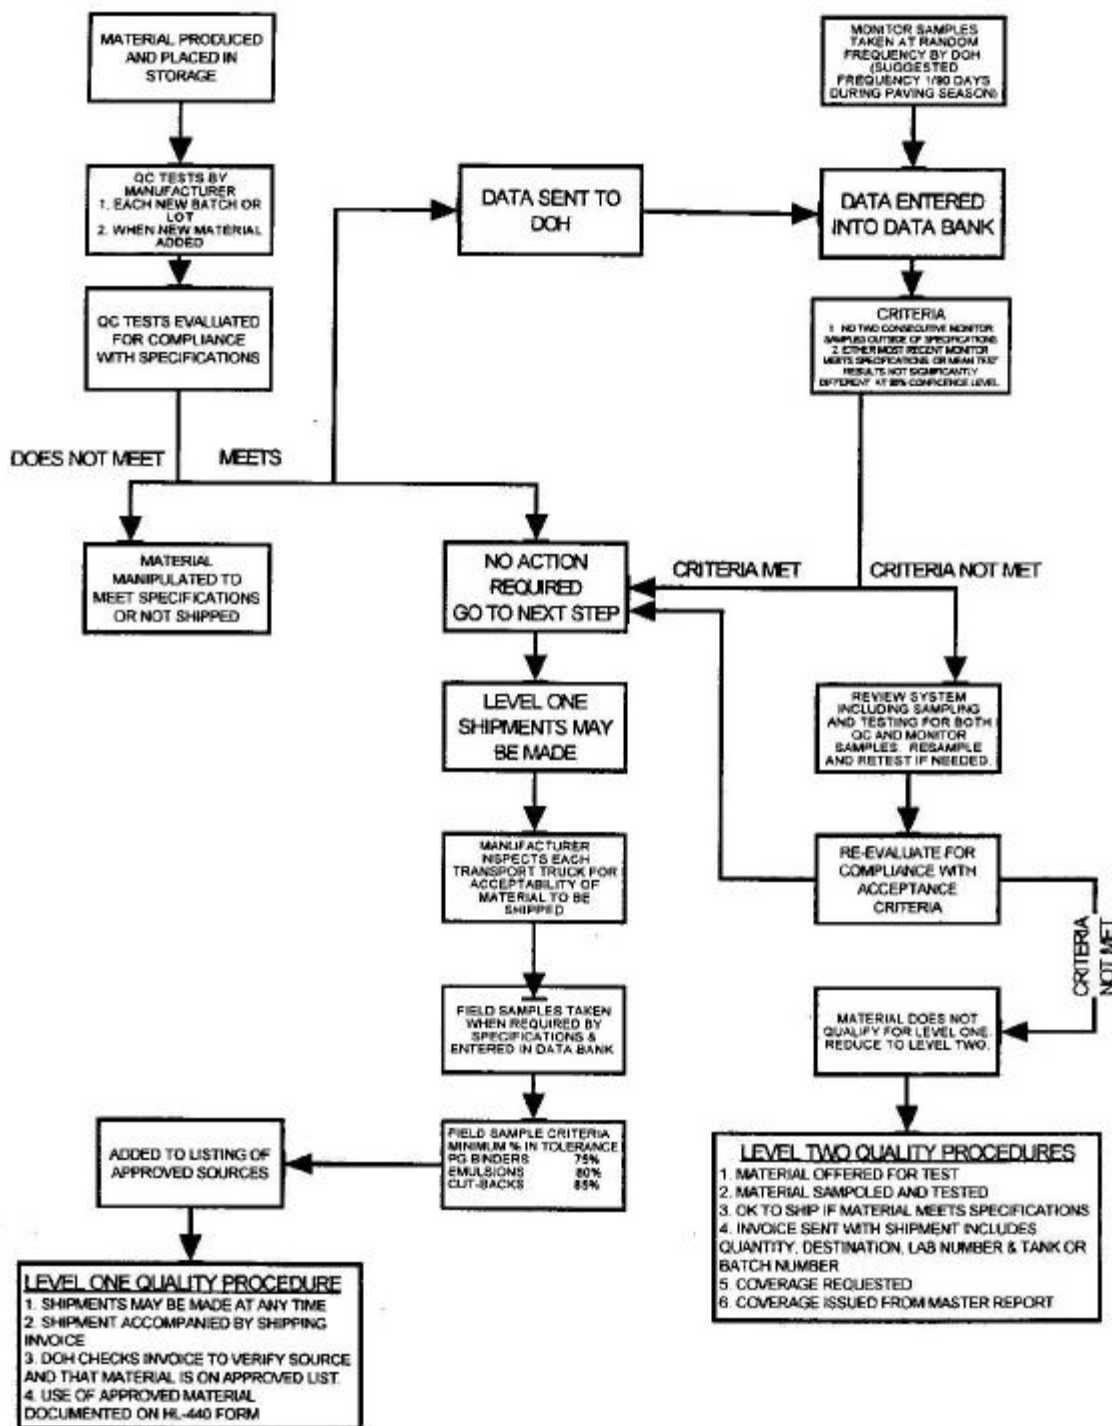 MATERIAL PRODUCED
AND PLACED IN
STORAGE
MONITOR SAMPLES
TAKEN AT RANDOM
FREQUENCY BY DOH
(SUGGESTED
FREQUENCY 1/90 DAYS
DURING PAVING SEASON)
QC TESTS BY
MANUFACTURER
1. EACH NEW BATCH OR
LOT
2. WHEN NEW MATERIAL
ADDED
DATA SENT TO
DOH
DATA ENTERED
INTO DATA BANK
QC TESTS EVALUATED
FOR COMPLIANCE
WITH SPECIFICATIONS
CRITERIA
1. NO TWO CONSECUTIVE MONITOR
SAMPLES OUTSIDE OF SPECIFICATIONS
2. EITHER MOST RECENT MONITOR
MEETS SPECIFICATIONS, OR MEAN TEST
RESULTS NOT SIGNIFICANTLY
DIFFERENT AT CONFICENCE LEVEL
DOES NOT MEET
MEETS
MATERIAL
MANIPULATED TO
MEET SPECIFICATIONS
OR NOT SHIPPED
NO ACTION
REQUIRED
GO TO NEXT STEP
CRITERIA MET
CRITERIA NOT MET
LEVEL ONE
SHIPMENTS MAY
BE MADE
REVIEW SYSTEM
INCLUDING SAMPLING
AND TESTING FOR BOTH
QC AND MONITOR
SAMPLES. RESAMPLE
AND RETEST IF NEEDED.
MANUFACTURER
INSPECTS EACH
TRANSPORT TRUCK FOR
ACCEPTABILITY OF
MATERIAL TO BE
SHIPPED
RE-EVALUATE FOR
COMPLIANCE WITH
ACCEPTANCE
CRITERIA
CRITERIA
NOT MET
FIELD SAMPLES TAKEN
WHEN REQUIRED BY
SPECIFICATIONS &
ENTERED IN DATA BANK
MATERIAL DOES NOT
QUALIFY FOR LEVEL ONE.
REDUCE TO LEVEL TWO.
ADDED TO LISTING OF
APPROVED SOURCES
FIELD SAMPLE CRITERIA
MINIMUM % IN TOLERANCE
PG BINDERS 75%
EMULSIONS 80%
CUT-BACKS 85%
LEVEL TWO QUALITY PROCEDURES
1. MATERIAL OFFERED FOR TEST
2. MATERIAL SAMPOLED AND TESTED
3. OK TO SHIP IF MATERIAL MEETS SPECIFICATIONS
4. INVOICE SENT WITH SHIPMENT INCLUDES
QUANTITY, DESTINATION, LAB NUMBER & TANK OR
BATCH NUMBER
5. COVERAGE REQUESTED
6. COVERAGE ISSUED FROM MASTER REPORT
LEVEL ONE QUALITY PROCEDURE
1. SHIPMENTS MAY BE MADE AT ANY TIME
2. SHIPMENT ACCOMPANIED BY SHIPPING
INVOICE
3. DOH CHECKS INVOICE TO VERIFY SOURCE
AND THAT MATERIAL IS ON APPROVED LIST.
4. USE OF APPROVED MATERIAL
DOCUMENTED ON HL-440 FORM